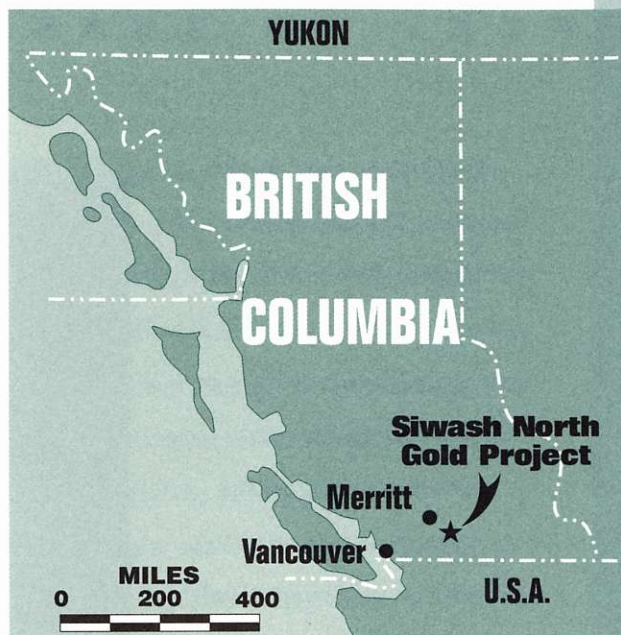 YUKON
BRITISH
COLUMBIA
Siwash North
Gold Project
Merritt
Vancouver
MILES
0 200 400
U.S.A.